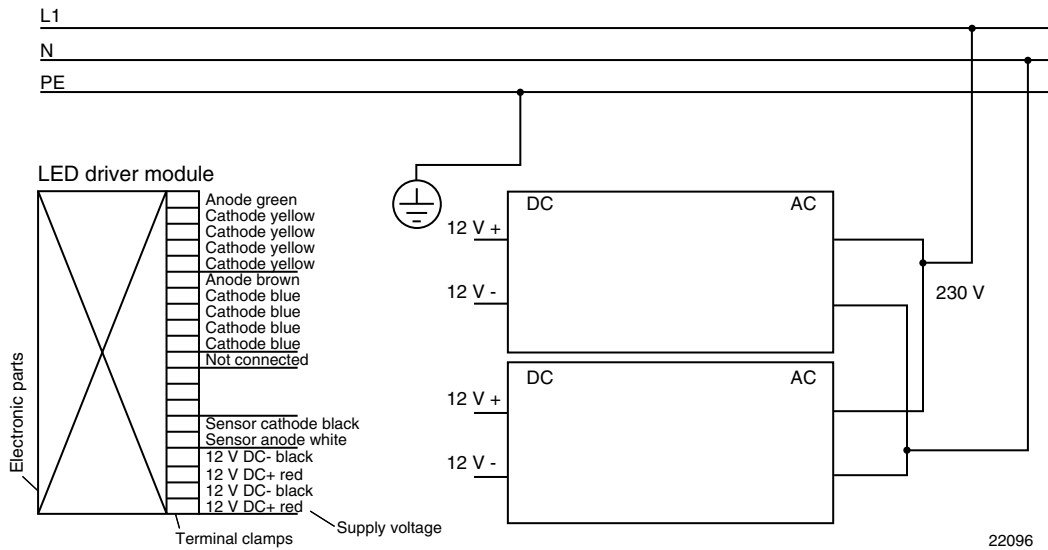 L1
N
PE
LED driver module
Anode green
Cathode yellow
Cathode yellow
Cathode yellow
Cathode yellow
Anode brown
Cathode blue
Cathode blue
Cathode blue
Cathode blue
Not connected
Sensor cathode black
Sensor anode white
12 V DC- black
12 V DC+ red
12 V DC- black
12 V DC+ red
Electronic parts
Terminal clamps
Supply voltage
DC
AC
12 V +
12 V -
230 V
DC
AC
12 V +
12 V -
22096